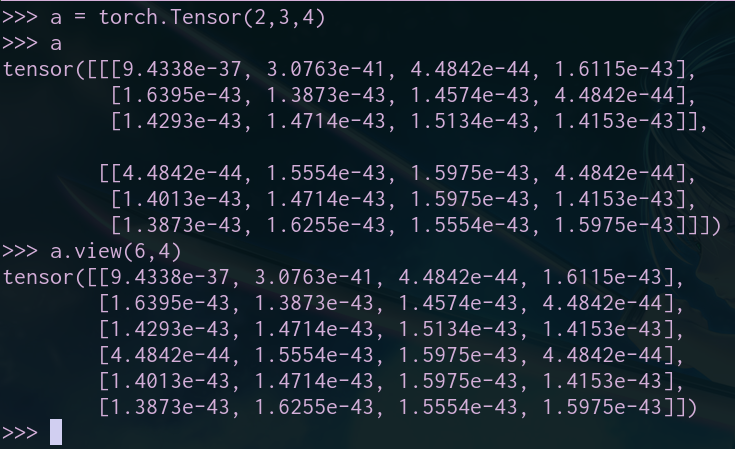 >>> a = torch.Tensor(2,3,4)
>>> a
tensor([[[9.4338e-37, 3.0763e-41, 4.4842e-44, 1.6115e-43],
         [1.6395e-43, 1.3873e-43, 1.4574e-43, 4.4842e-44],
         [1.4293e-43, 1.4714e-43, 1.5134e-43, 1.4153e-43]],

        [[4.4842e-44, 1.5554e-43, 1.5975e-43, 4.4842e-44],
         [1.4013e-43, 1.4714e-43, 1.5975e-43, 1.4153e-43],
         [1.3873e-43, 1.6255e-43, 1.5554e-43, 1.5975e-43]]])
>>> a.view(6,4)
tensor([[9.4338e-37, 3.0763e-41, 4.4842e-44, 1.6115e-43],
        [1.6395e-43, 1.3873e-43, 1.4574e-43, 4.4842e-44],
        [1.4293e-43, 1.4714e-43, 1.5134e-43, 1.4153e-43],
        [4.4842e-44, 1.5554e-43, 1.5975e-43, 4.4842e-44],
        [1.4013e-43, 1.4714e-43, 1.5975e-43, 1.4153e-43],
        [1.3873e-43, 1.6255e-43, 1.5554e-43, 1.5975e-43]])
>>>